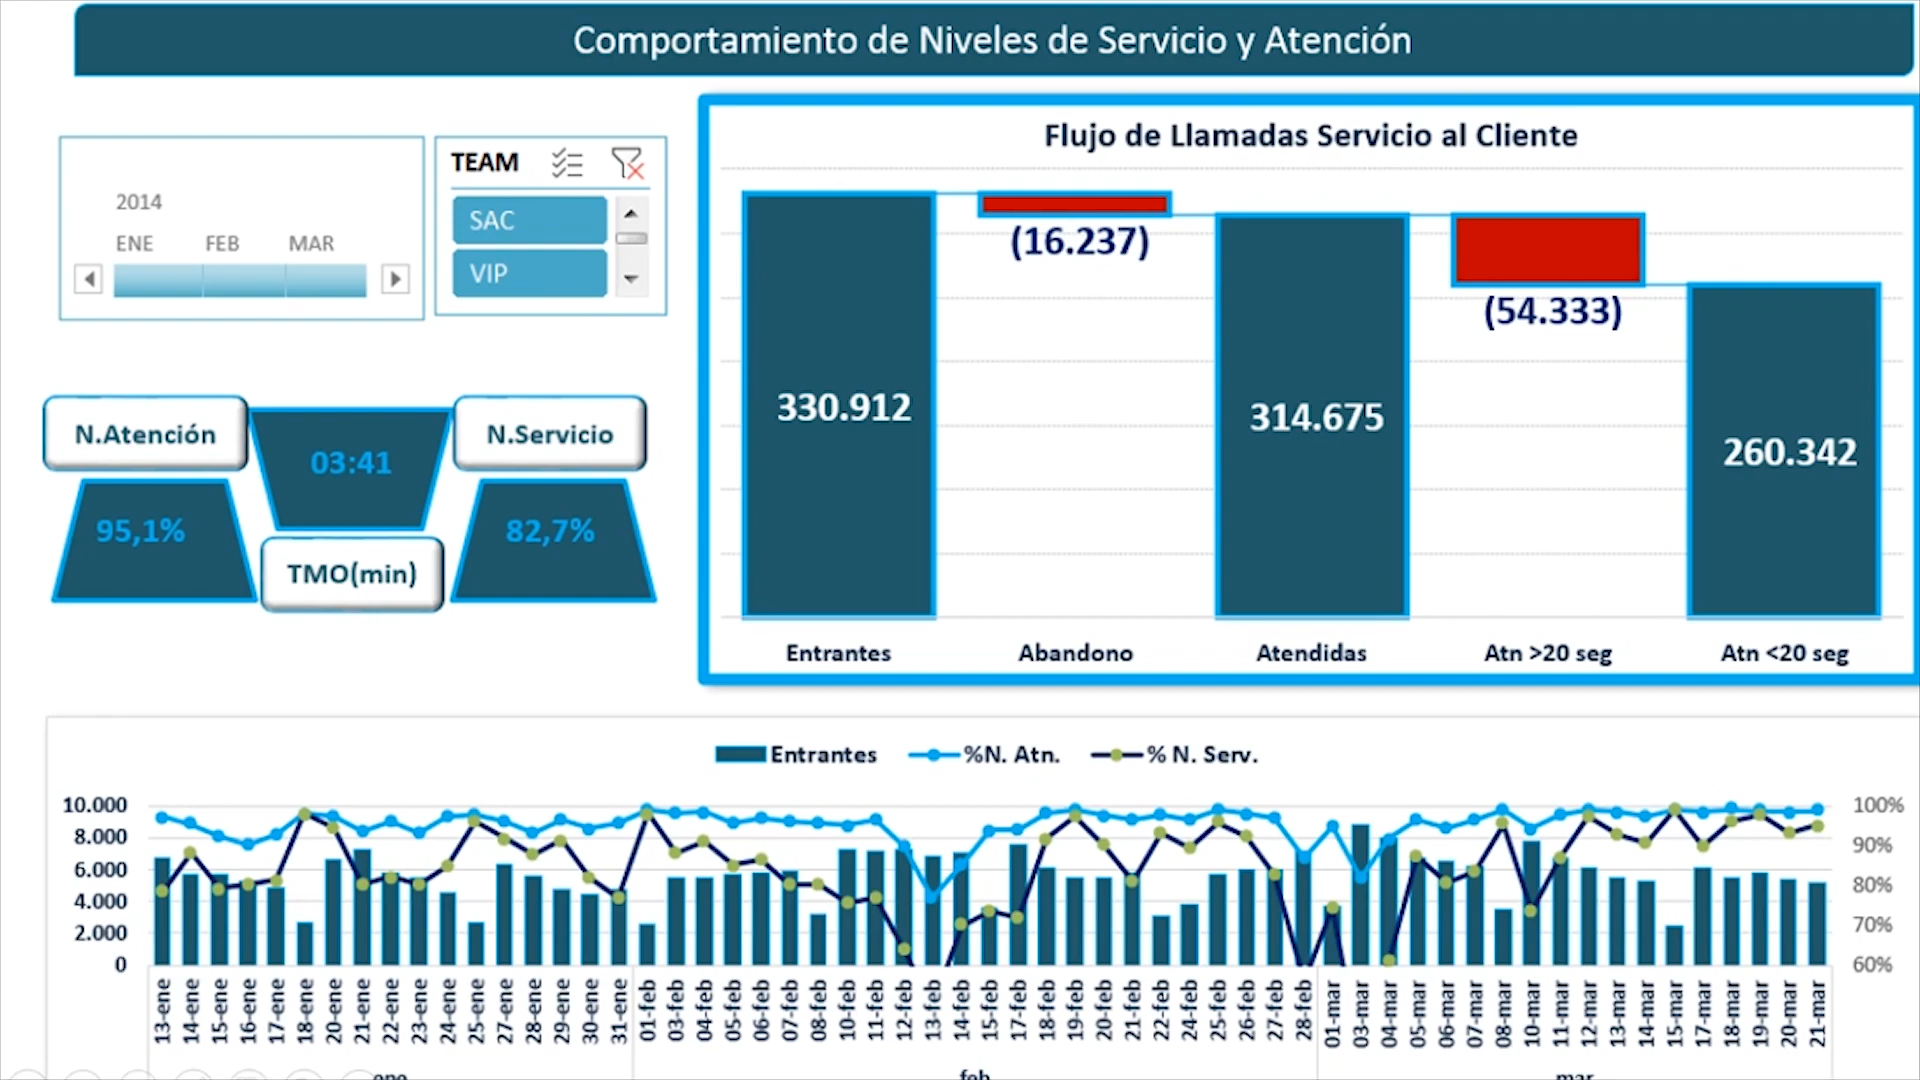 Comportamiento de Niveles de Servicio y Atención
2014
ENE FEB MAR
TEAM
SAC
VIP
N.Atención
03:41
N.Servicio
95,1%
82,7%
TMO(min)
Flujo de Llamadas Servicio al Cliente
(16.237)
(54.333)
330.912
314.675
260.342
Entrantes Abandono Atendidas Atn >20 seg Atn <20 seg
Entrantes %N. Atn. % N. Serv.
10.000
8.000
6.000
4.000
2.000
0
100%
90%
80%
70%
60%
13-ene
14-ene
15-ene
16-ene
17-ene
18-ene
20-ene
21-ene
22-ene
23-ene
24-ene
25-ene
27-ene
28-ene
29-ene
30-ene
31-ene
01-feb
03-feb
04-feb
05-feb
06-feb
07-feb
08-feb
10-feb
11-feb
12-feb
13-feb
14-feb
15-feb
17-feb
18-feb
19-feb
20-feb
21-feb
22-feb
24-feb
25-feb
26-feb
27-feb
28-feb
01-mar
03-mar
04-mar
05-mar
06-mar
07-mar
08-mar
10-mar
11-mar
12-mar
13-mar
14-mar
15-mar
17-mar
18-mar
19-mar
20-mar
21-mar
ene feb mar